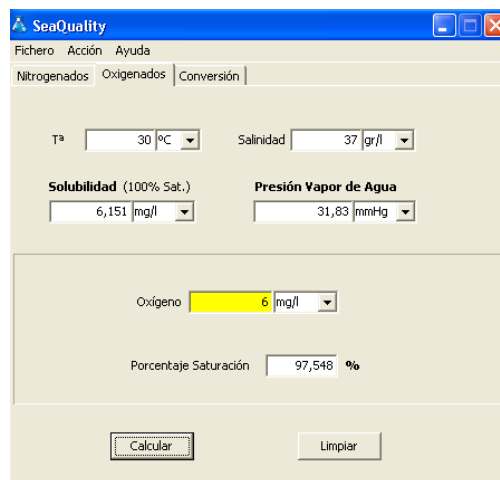 SeaQuality
Fichero Acción Ayuda
Nitrogenados Oxigenados Conversión
Tª 30 ºC Salinidad 37 gr/l
Solubilidad (100% Sat.) Presión Vapor de Agua
6,151 mg/l 31,83 mmHg
Oxígeno 6 mg/l
Porcentaje Saturación 97,548 %
Calcular Limpiar